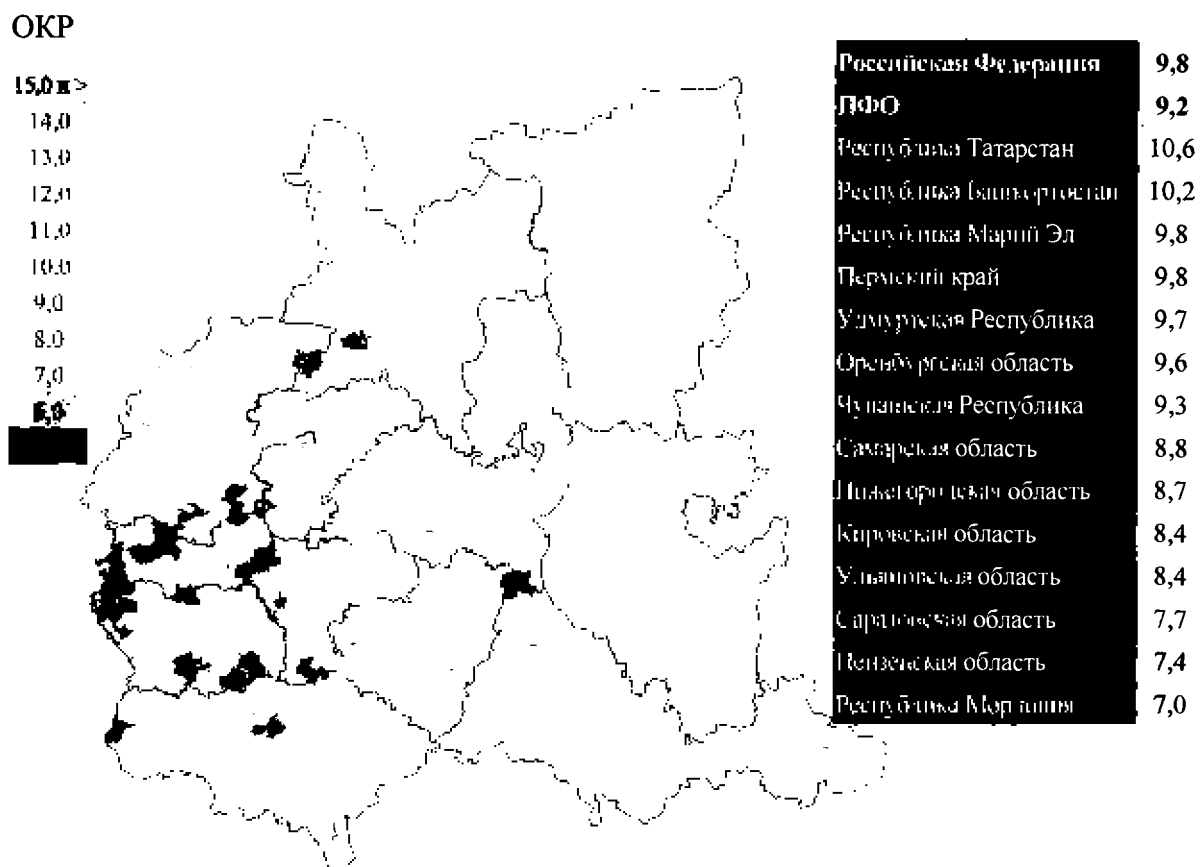 ОКР
15,0 и >
14,0
13,0
12,0
11,0
10,0
9,0
8,0
7,0
6,0
Российская Федерация 9,8
ПФО 9,2
Республика Татарстан 10,6
Республика Башкортостан 10,2
Республика Марий Эл 9,8
Пермский край 9,8
Удмуртская Республика 9,7
Оренбургская область 9,6
Чувашская Республика 9,3
Самарская область 8,8
Нижегородская область 8,7
Кировская область 8,4
Ульяновская область 8,4
Саратовская область 7,7
Пензенская область 7,4
Республика Мордовия 7,0